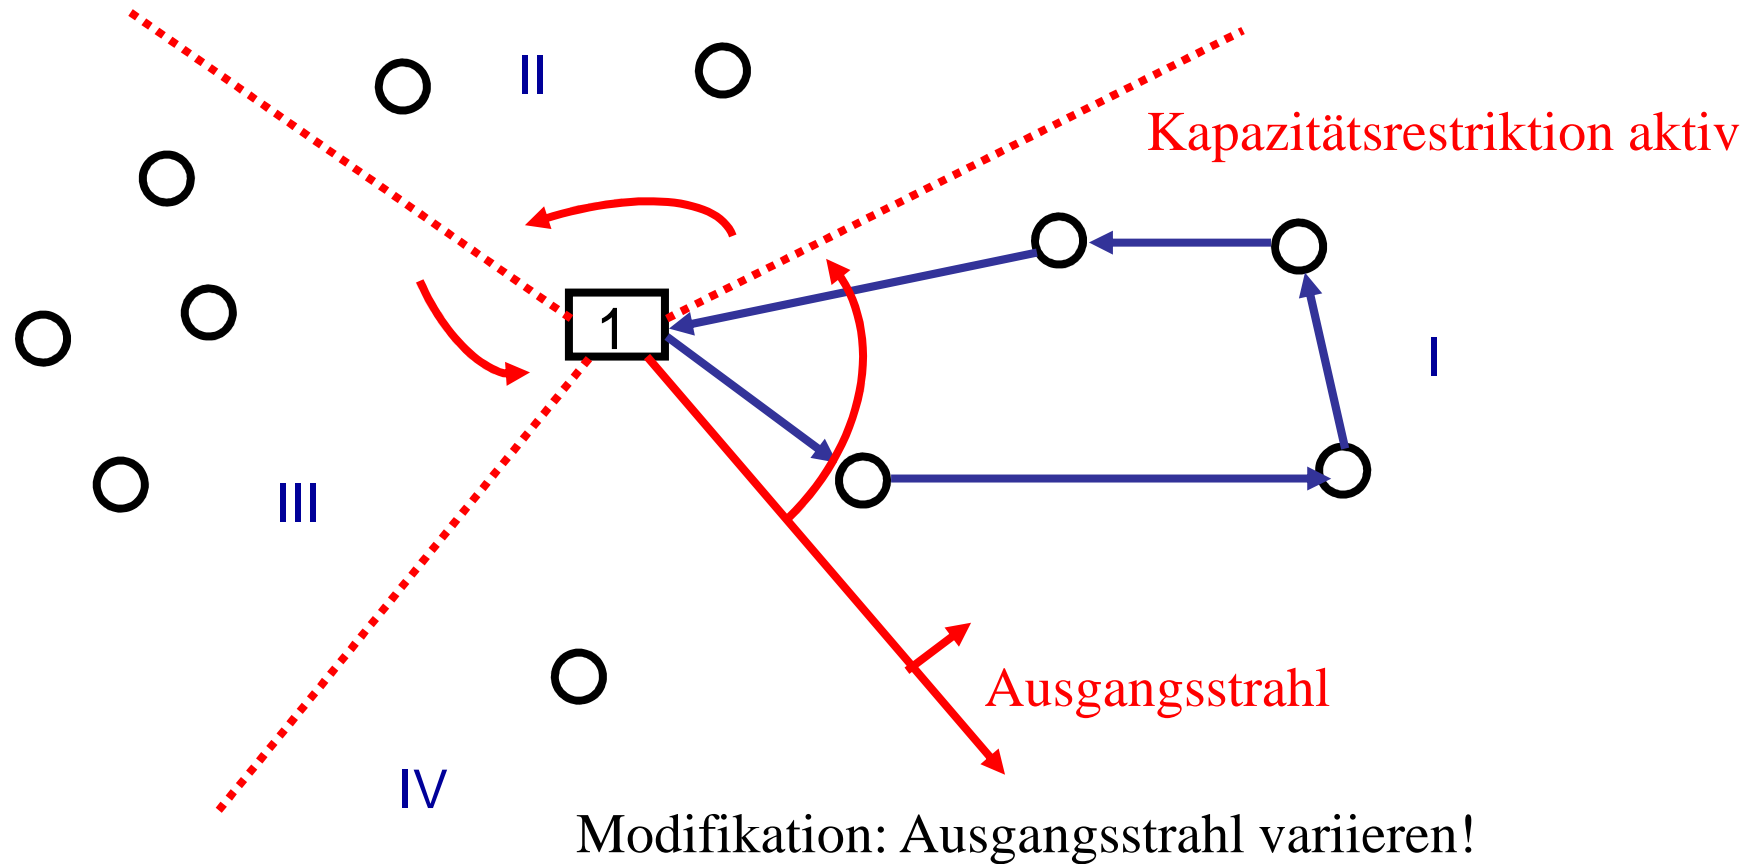 II
Kapazitätsrestriktion aktiv
1
I
III
Ausgangsstrahl
IV
Modifikation: Ausgangsstrahl variieren!